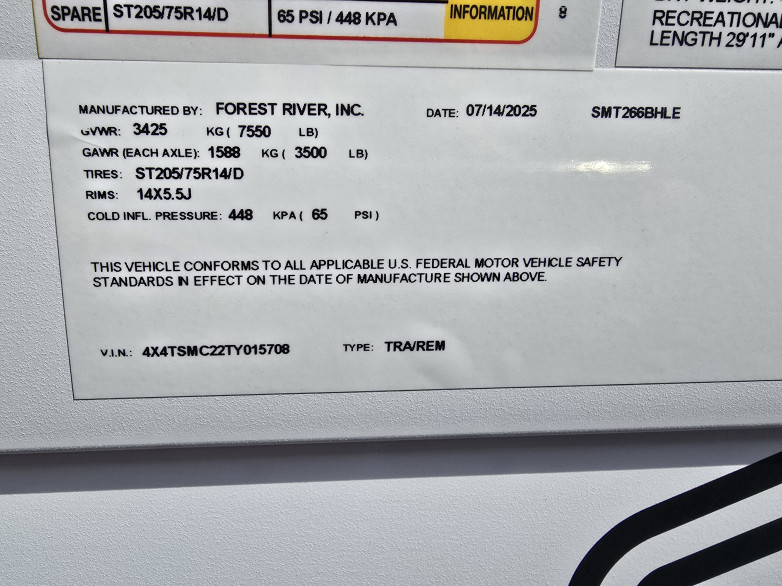 SPARE ST205/75R14/D 65 PSI / 448 KPA INFORMATION 8
RECREATIONAL
LENGTH 29'11"
MANUFACTURED BY: FOREST RIVER, INC. DATE: 07/14/2025 SMT266BHLE
GVWR: 3425 KG ( 7550 LB)
GAWR (EACH AXLE): 1588 KG ( 3500 LB)
TIRES: ST205/75R14/D
RIMS: 14X5.5J
COLD INFL. PRESSURE: 448 KPA ( 65 PSI )
THIS VEHICLE CONFORMS TO ALL APPLICABLE U.S. FEDERAL MOTOR VEHICLE SAFETY
STANDARDS IN EFFECT ON THE DATE OF MANUFACTURE SHOWN ABOVE.
V.I.N.: 4X4TSMC22TY015708 TYPE: TRA/REM